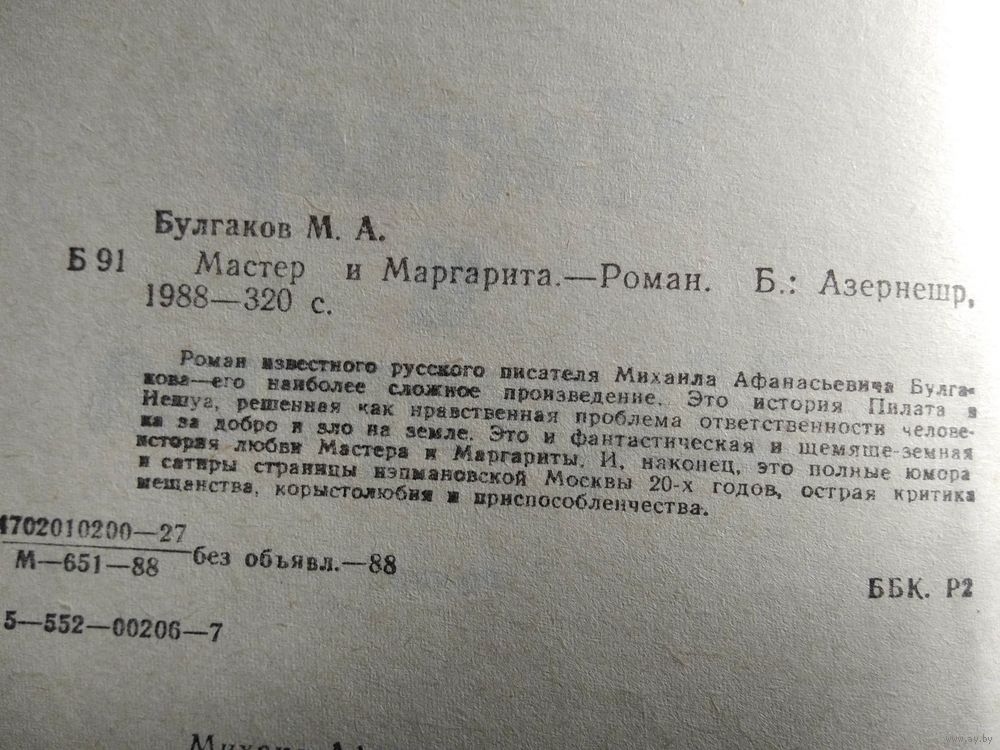 Булгаков М. А.
Б 91 Мастер и Маргарита.—Роман. Б.: Азернешр,
1988—320 с.
Роман известного русского писателя Михаила Афанасьевича Булга-
кова—его наиболее сложное произведение. Это история Пилата и
Иешуа, решенная как нравственная проблема ответственности челове-
ка за добро и зло на земле. Это и фантастическая и щемяще-земная
история любви Мастера и Маргариты. И, наконец, это полные юмора
и сатиры страницы нэпмановской Москвы 20-х годов, острая критика
мещанства, корыстолюбия и приспособленчества.
4702010200—27
М—651—88
без объявл.—88
ББК. Р2
5—552—00206—7
www.ay.by